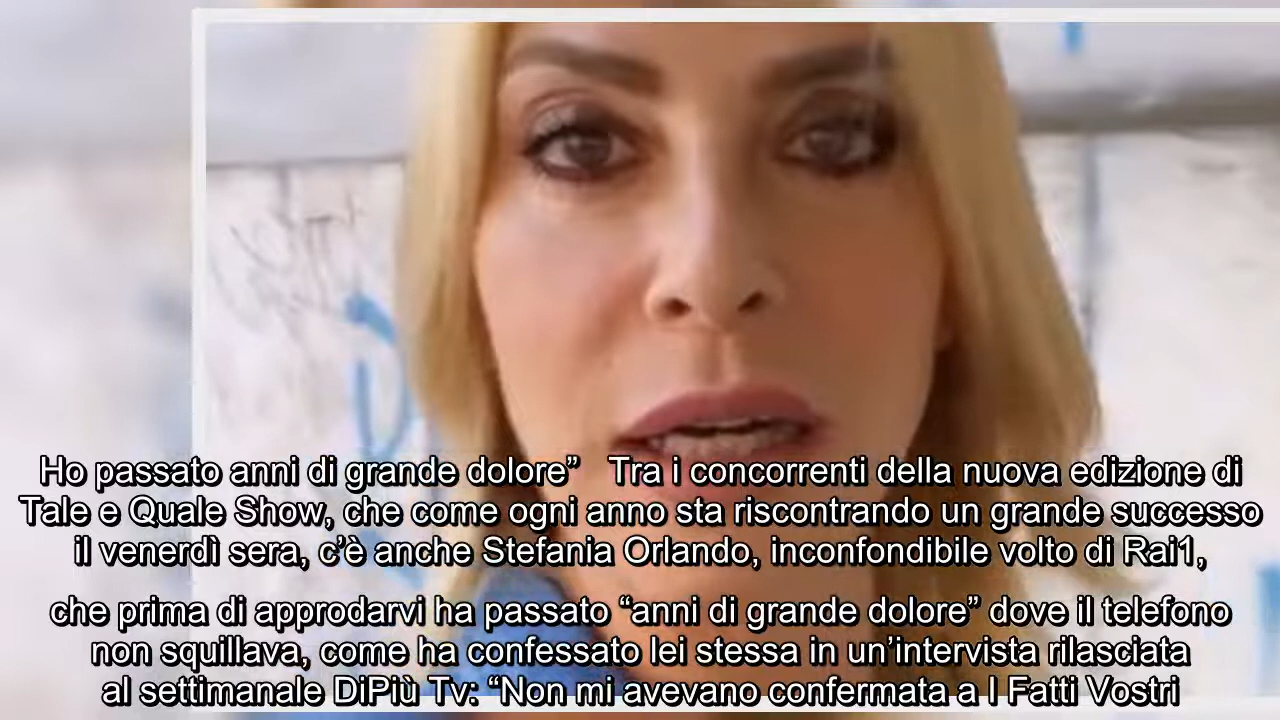 Ho passato anni di grande dolore” Tra i concorrenti della nuova edizione di
Tale e Quale Show, che come ogni anno sta riscontrando un grande successo
il venerdì sera, c’è anche Stefania Orlando, inconfondibile volto di Rai1,
che prima di approdarvi ha passato “anni di grande dolore” dove il telefono
non squillava, come ha confessato lei stessa in un’intervista rilasciata
al settimanale DiPiù Tv: “Non mi avevano confermata a I Fatti Vostri